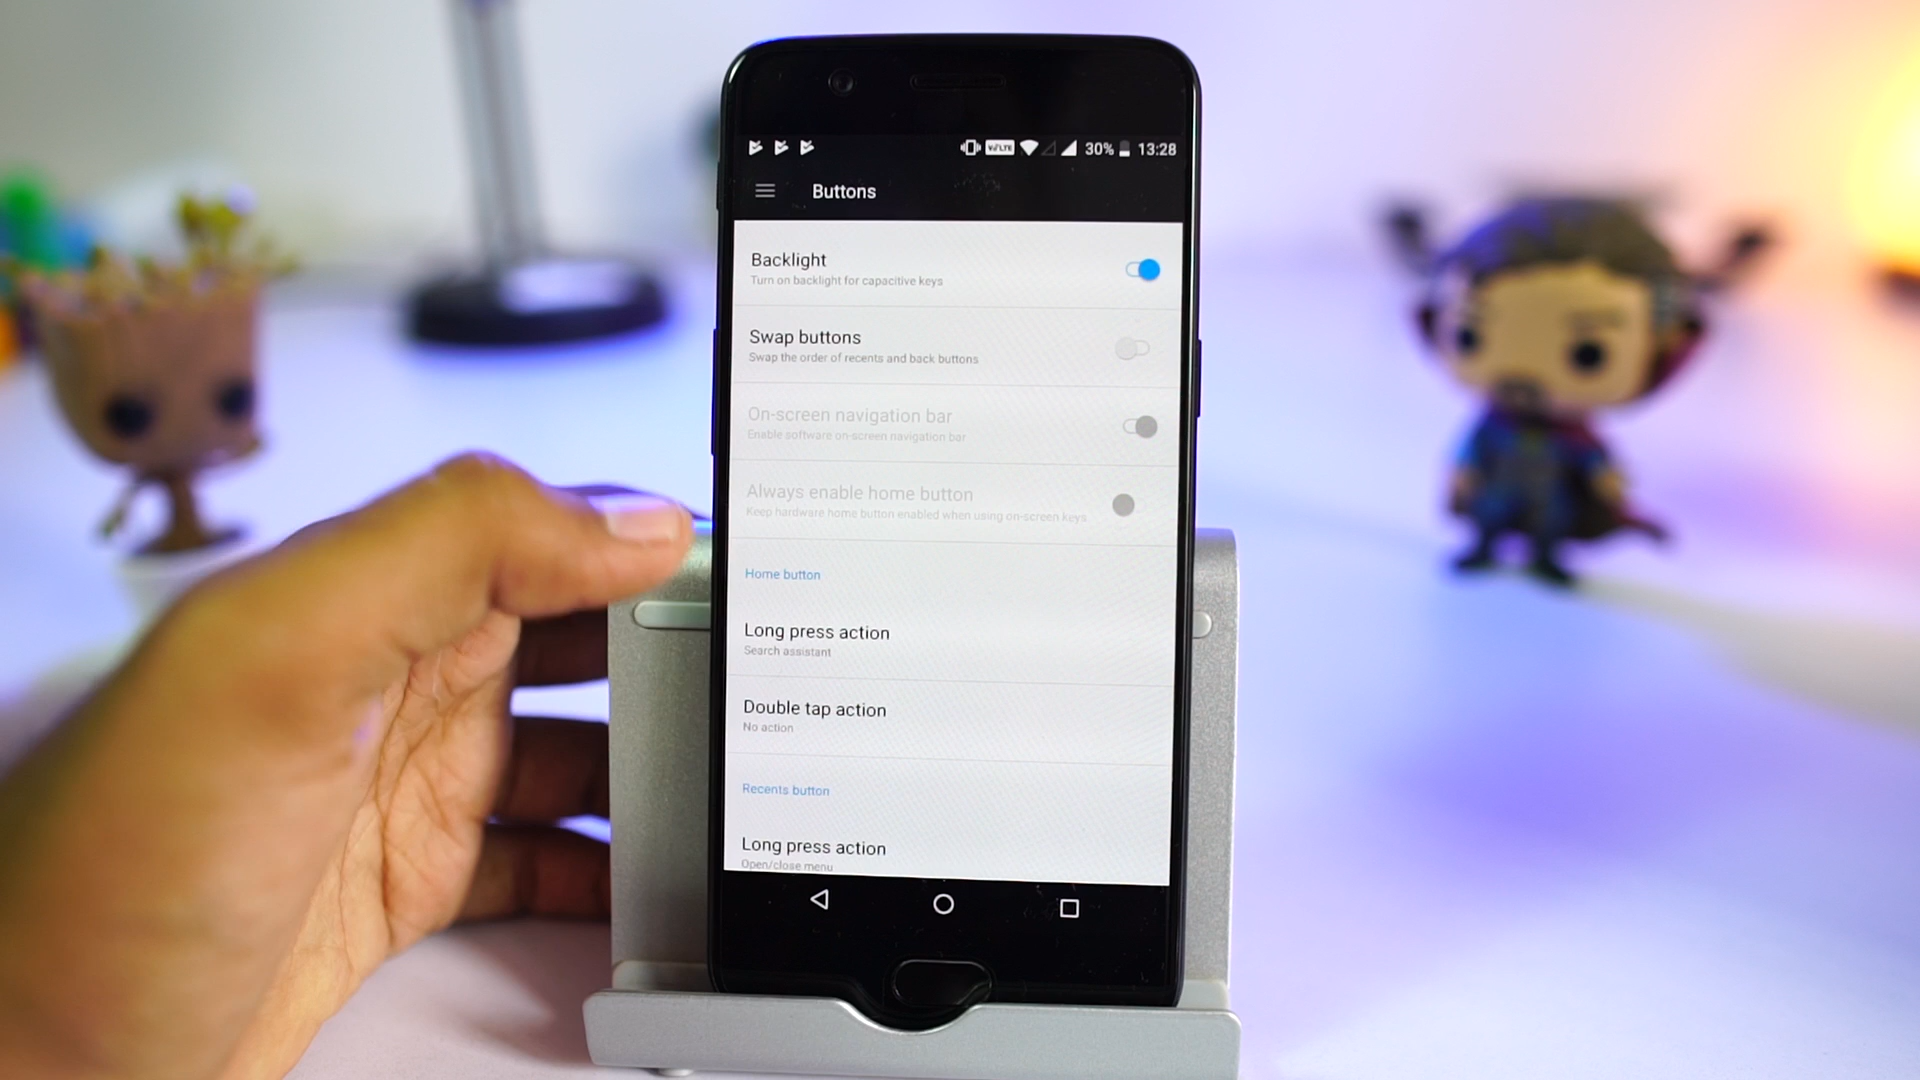 VoLTE 30% 13:28
Buttons
Backlight
Turn on backlight for capacitive keys
Swap buttons
Swap the order of recents and back buttons
On-screen navigation bar
Enable software on-screen navigation bar
Always enable home button
Keep hardware home button enabled when using on-screen keys
Home button
Long press action
Search assistant
Double tap action
No action
Recents button
Long press action
Open/close menu